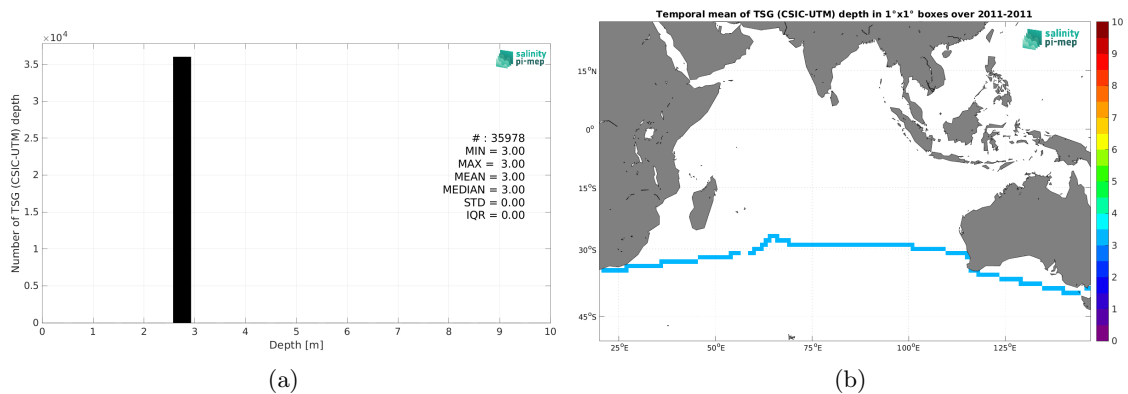 ×10⁴
3.5
3
2.5
2
1.5
1
0.5
0
0 1 2 3 4 5 6 7 8 9 10
Number of TSG (CSIC-UTM) depth
Depth [m]
salinity
pi-mep
# : 35978
MIN = 3.00
MAX = 3.00
MEAN = 3.00
MEDIAN = 3.00
STD = 0.00
IQR = 0.00
(a)
Temporal mean of TSG (CSIC-UTM) depth in 1°x1° boxes over 2011-2011
salinity
pi-mep
15°N
0°
15°S
30°S
45°S
25°E 50°E 75°E 100°E 125°E
10
9
8
7
6
5
4
3
2
1
0
(b)